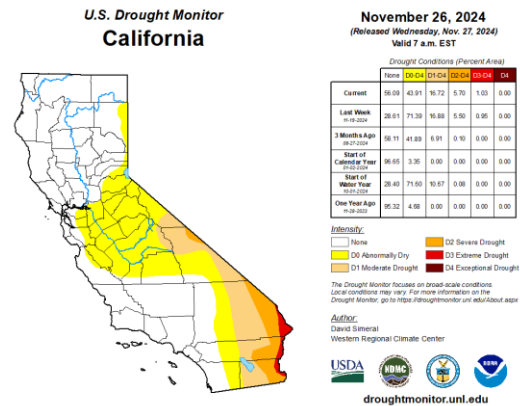 U.S. Drought Monitor
California
November 26, 2024
(Released Wednesday, Nov. 27, 2024)
Valid 7 a.m. EST
Drought Conditions (Percent Area)
None D0-D4 D1-D4 D2-D4 D3-D4 D4
Current 56.09 43.91 16.72 5.70 1.03 0.00
Last Week 11-19-2024 28.61 71.39 16.88 5.50 0.95 0.00
3 Months Ago 08-27-2024 58.11 41.89 6.91 0.10 0.00 0.00
Start of Calendar Year 01-02-2024 96.65 3.35 0.00 0.00 0.00 0.00
Start of Water Year 10-01-2024 28.40 71.60 10.67 0.08 0.00 0.00
One Year Ago 11-28-2023 95.32 4.68 0.00 0.00 0.00 0.00
Intensity:
None
D0 Abnormally Dry
D1 Moderate Drought
D2 Severe Drought
D3 Extreme Drought
D4 Exceptional Drought
The Drought Monitor focuses on broad-scale conditions.
Local conditions may vary. For more information on the
Drought Monitor, go to https://droughtmonitor.unl.edu/About.aspx
Author:
David Simeral
Western Regional Climate Center
USDA
NDMC
NOAA
droughtmonitor.unl.edu